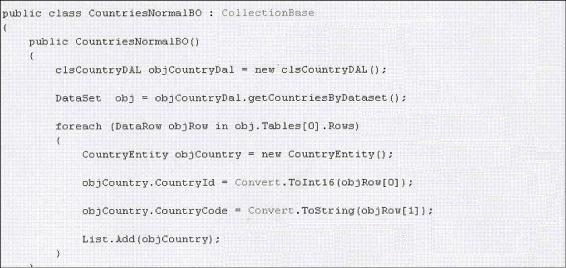 public class CountriesNormalBO : CollectionBase
{
    public CountriesNormalBO()
    {
        clsCountryDAL objCountryDal = new clsCountryDAL();
        DataSet  obj = objCountryDal.getCountriesByDataset();
        foreach (DataRow objRow in obj.Tables[0].Rows)
        {
            CountryEntity objCountry = new CountryEntity();
            objCountry.CountryId = Convert.ToInt16(objRow[0]);
            objCountry.CountryCode = Convert.ToString(objRow[1]);
            List.Add(objCountry);
        }
    }